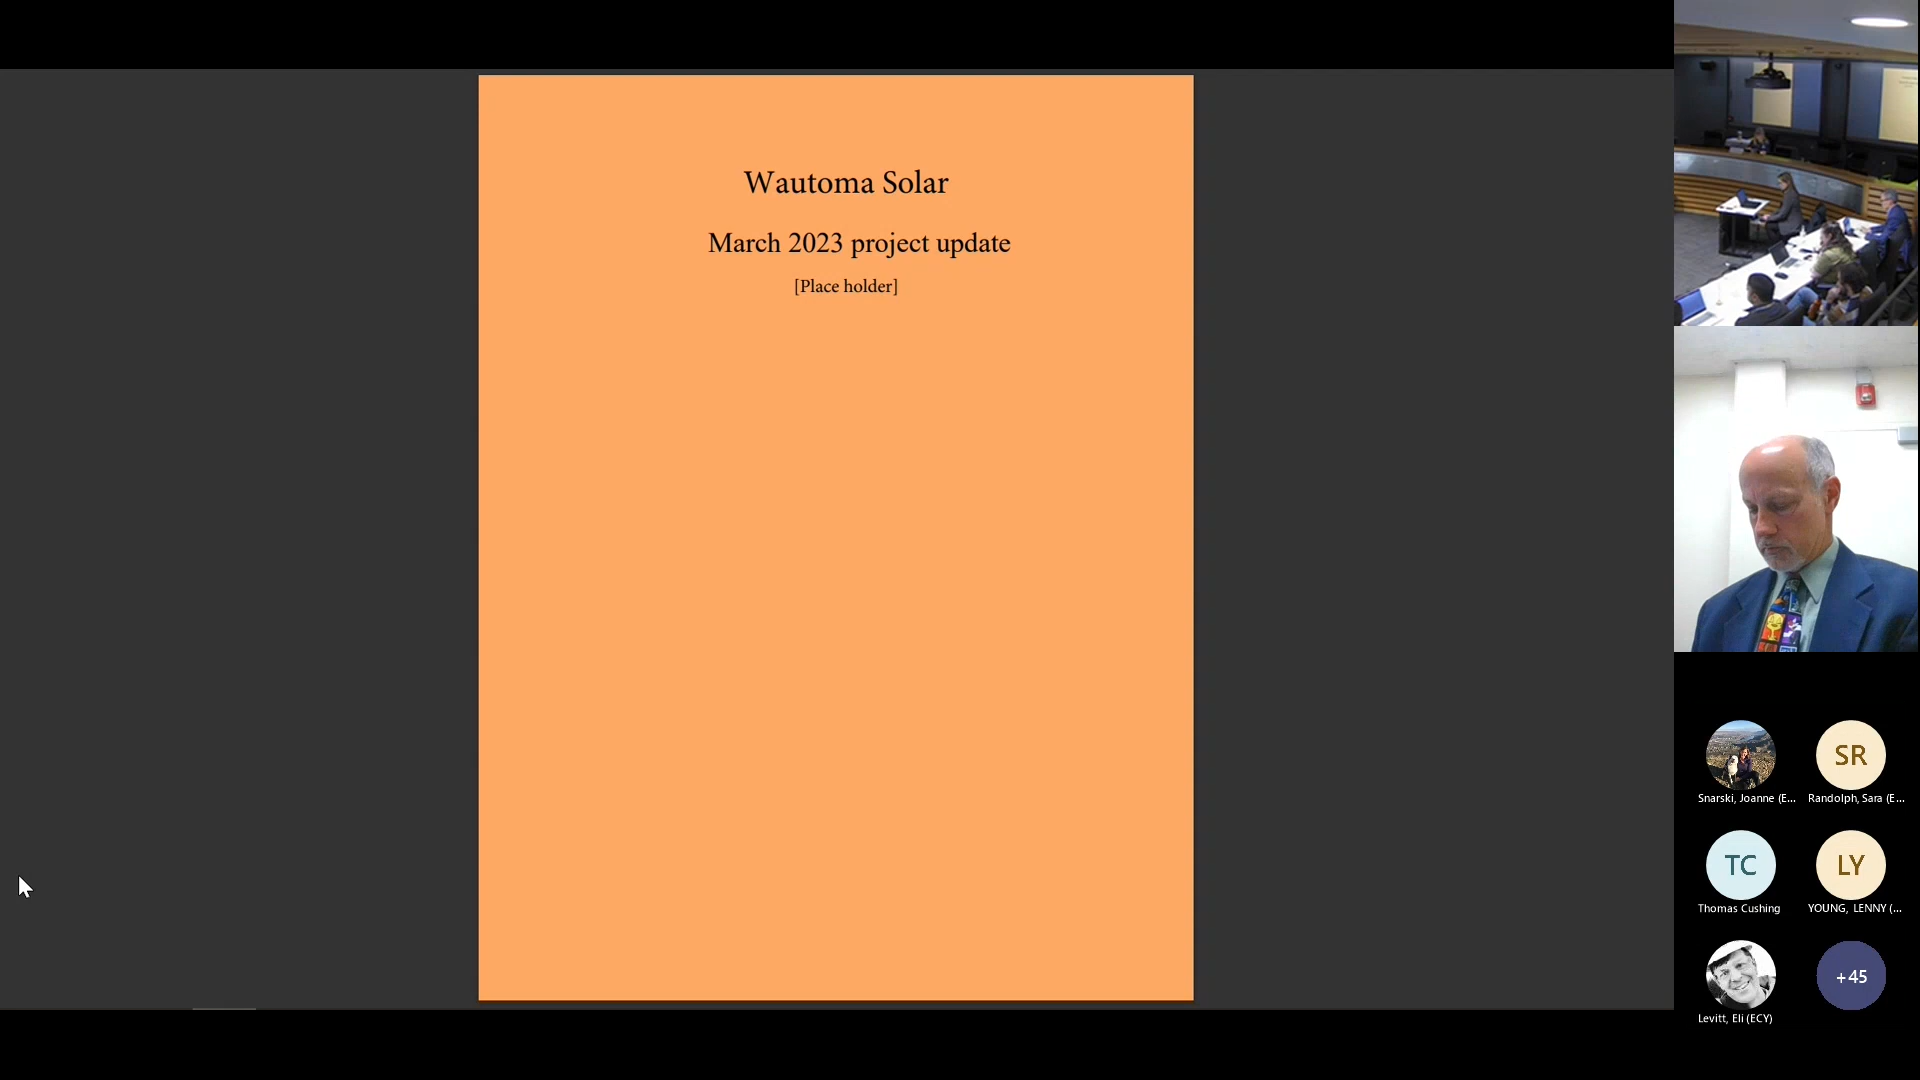 Wautoma Solar
March 2023 project update
[Place holder]
Snarski, Joanne (E...
SR
Randolph, Sara (E...
TC
Thomas Cushing
LY
YOUNG, LENNY (...
Levitt, Eli (ECY)
+45